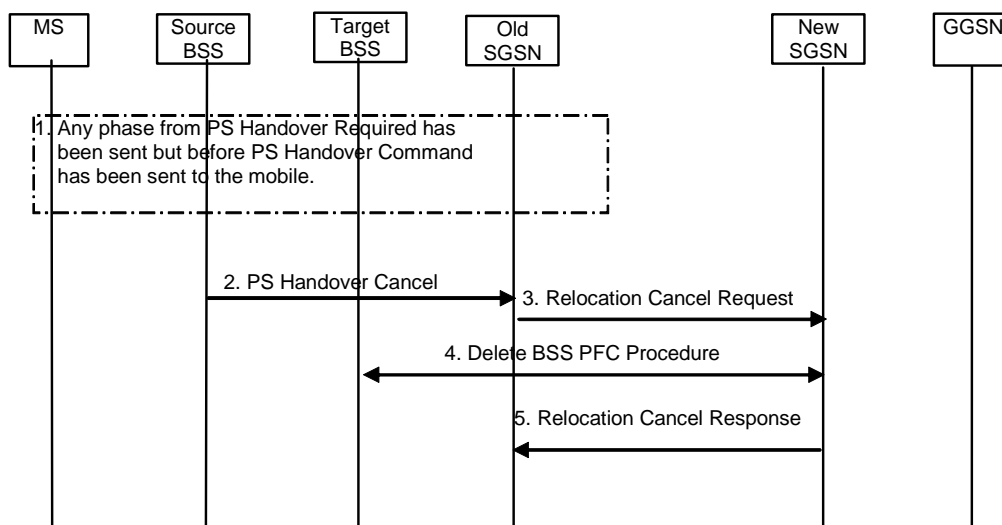 MS
Source
BSS
Target
BSS
Old
SGSN
New
SGSN
GGSN
1. Any phase from PS Handover Required has
been sent but before PS Handover Command
has been sent to the mobile.
2. PS Handover Cancel
3. Relocation Cancel Request
4. Delete BSS PFC Procedure
5. Relocation Cancel Response